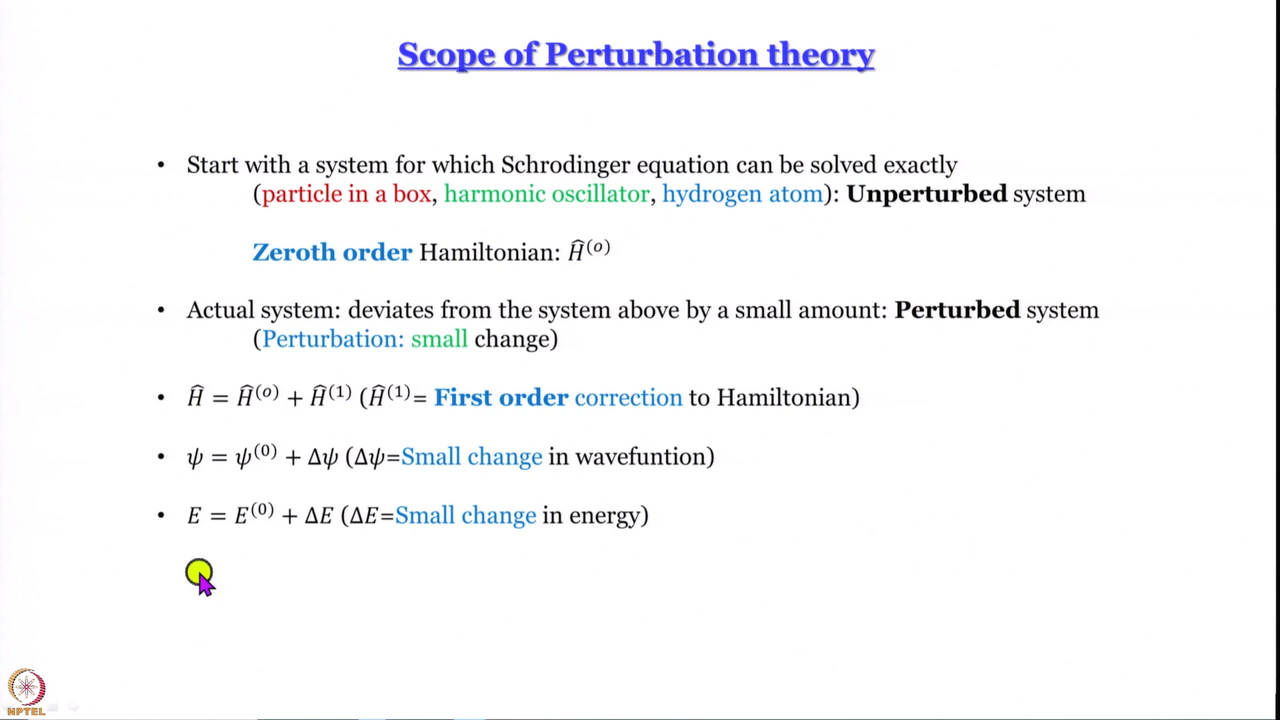 Scope of Perturbation theory
• Start with a system for which Schrodinger equation can be solved exactly
(particle in a box, harmonic oscillator, hydrogen atom): Unperturbed system
Zeroth order Hamiltonian: Ĥ⁽ᵒ⁾
• Actual system: deviates from the system above by a small amount: Perturbed system
(Perturbation: small change)
• Ĥ = Ĥ⁽ᵒ⁾ + Ĥ⁽¹⁾ (Ĥ⁽¹⁾= First order correction to Hamiltonian)
• ψ = ψ⁽⁰⁾ + Δψ (Δψ=Small change in wavefuntion)
• E = E⁽⁰⁾ + ΔE (ΔE=Small change in energy)
NPTEL